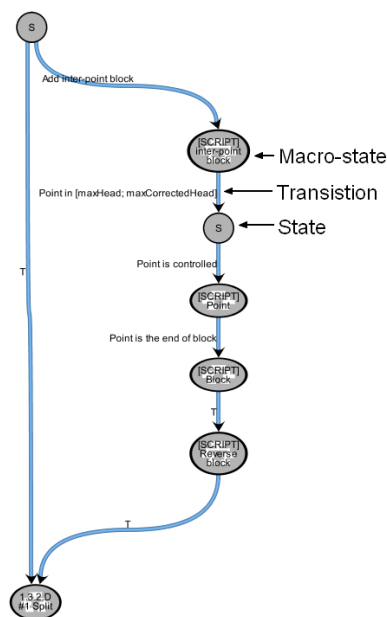 S
Add inter-point block
[SCRIPT]
inter-point
block
Macro-state
Point in [maxHead; maxCorrectedHead]
Transistion
S
State
Point is controlled
T
[SCRIPT]
Point
Point is the end of block
[SCRIPT]
Block
T
[SCRIPT]
Reverse
block
T
1.3.2.D
#1 Split